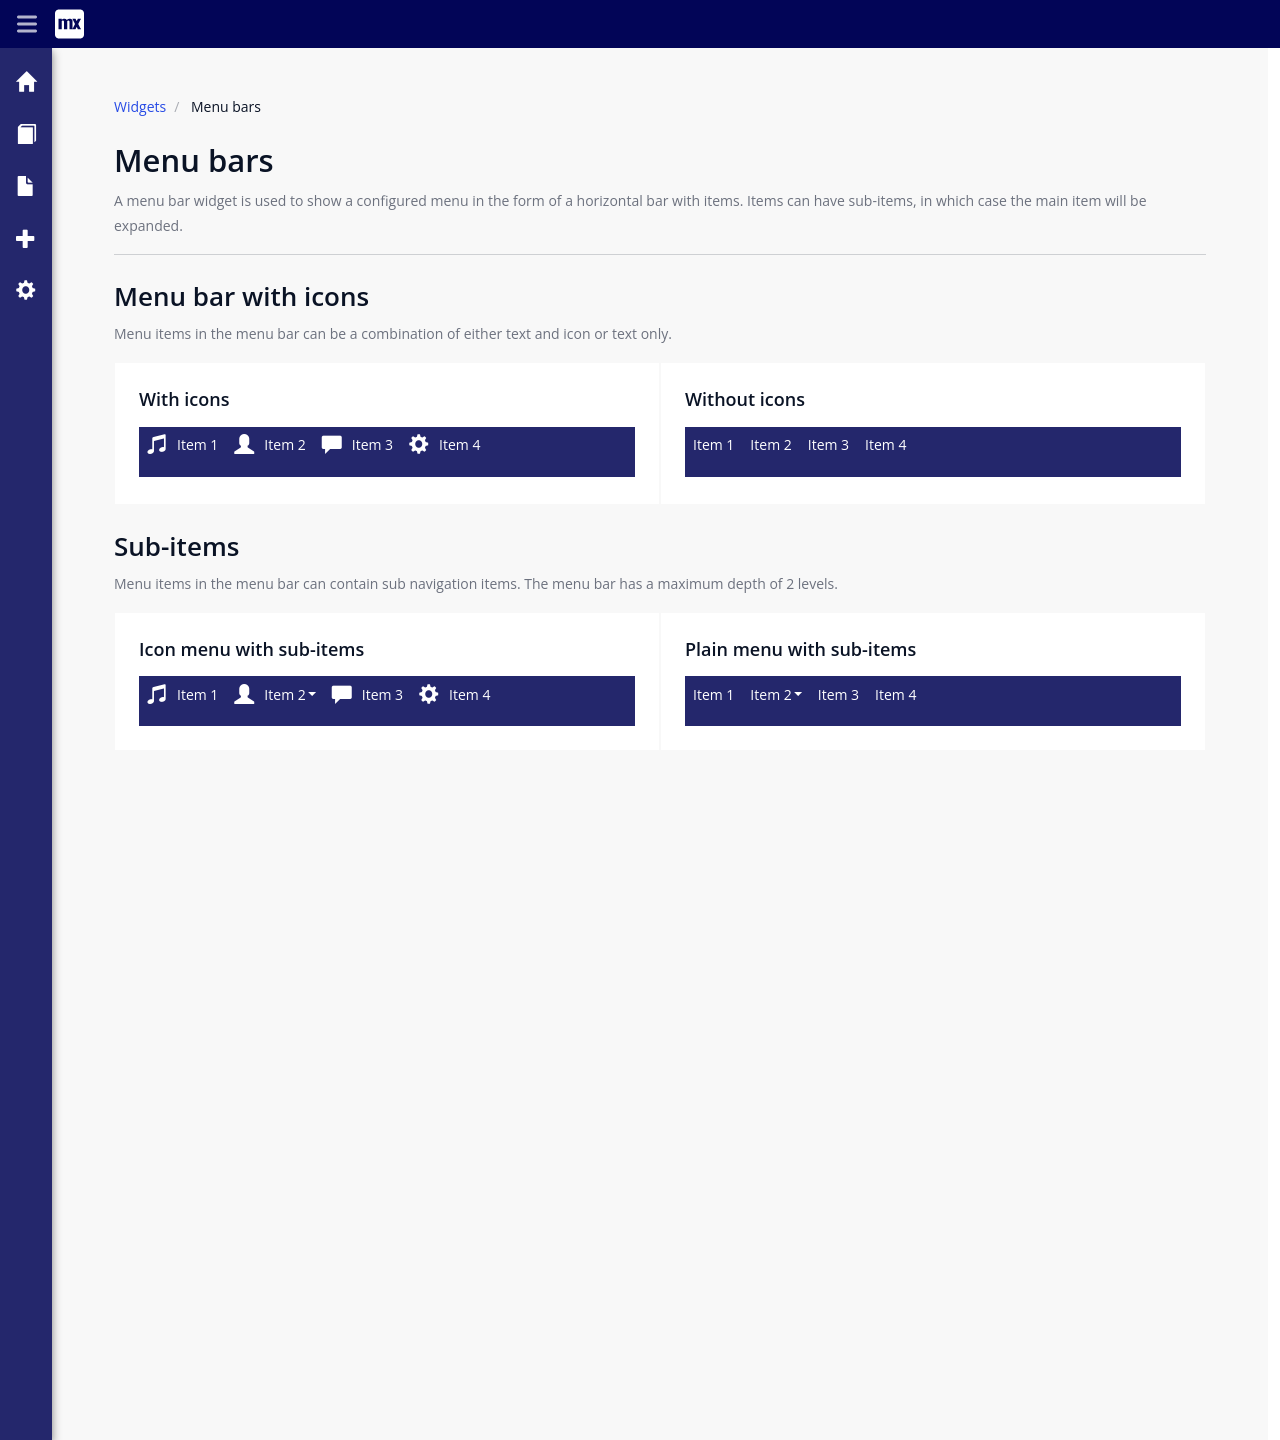 mx
Widgets / Menu bars
Menu bars
A menu bar widget is used to show a configured menu in the form of a horizontal bar with items. Items can have sub-items, in which case the main item will be
expanded.
Menu bar with icons
Menu items in the menu bar can be a combination of either text and icon or text only.
With icons
Item 1 Item 2 Item 3 Item 4
Without icons
Item 1 Item 2 Item 3 Item 4
Sub-items
Menu items in the menu bar can contain sub navigation items. The menu bar has a maximum depth of 2 levels.
Icon menu with sub-items
Item 1 Item 2 Item 3 Item 4
Plain menu with sub-items
Item 1 Item 2 Item 3 Item 4